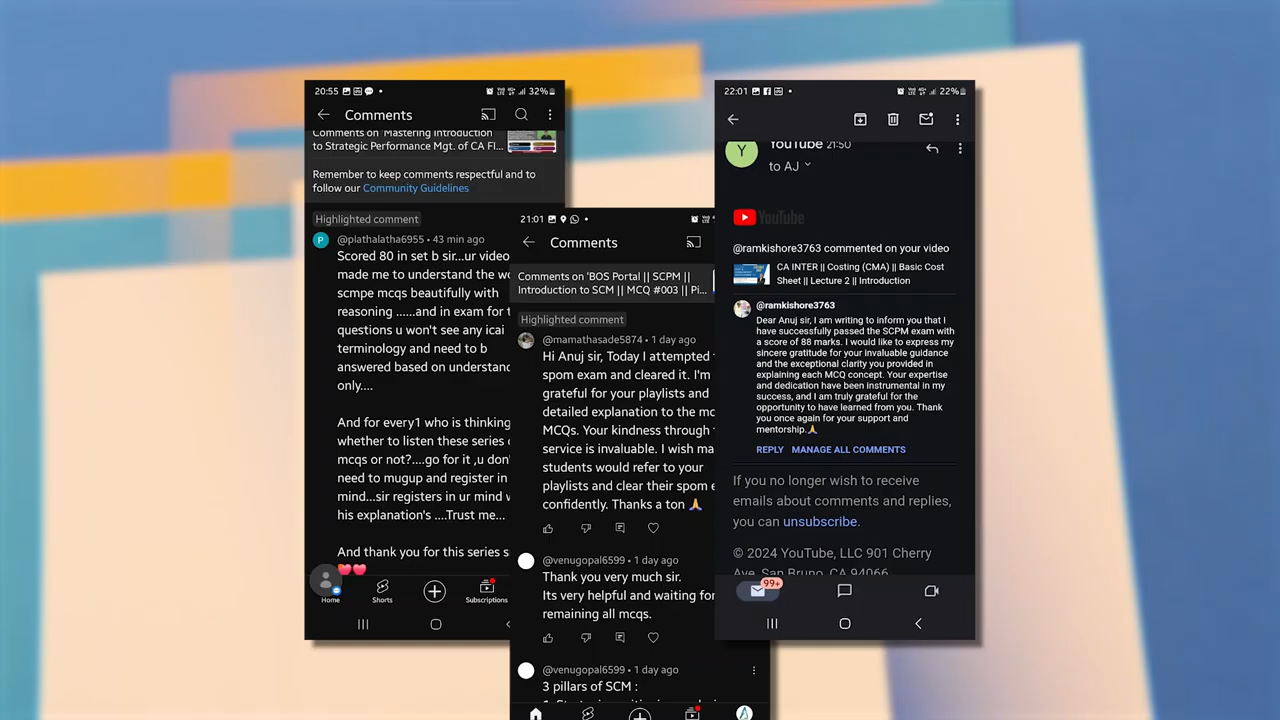 20:55
32%
Comments
Comments on 'Mastering Introduction
to Strategic Performance Mgt. of CA FI...
Remember to keep comments respectful and to
follow our Community Guidelines
Highlighted comment
P
@plathalatha6955 • 43 min ago
Scored 80 in set b sir...ur video
made me to understand the wo
scmpe mcqs beautifully with
reasoning ......and in exam for t
questions u won't see any icai
terminology and need to b
answered based on understand
only....
And for every1 who is thinking
whether to listen these series o
mcqs or not?....go for it ,u don'
need to mugup and register in
mind...sir registers in ur mind w
his explanation's ....Trust me...
And thank you for this series s
Home
Shorts
Subscriptions
21:01
Comments
Comments on 'BOS Portal || SCPM ||
Introduction to SCM || MCQ #003 || Pi...
Highlighted comment
@mamathasade5874 • 1 day ago
Hi Anuj sir, Today I attempted
spom exam and cleared it. I'm
grateful for your playlists and
detailed explanation to the mc
MCQs. Your kindness through t
service is invaluable. I wish ma
students would refer to your
playlists and clear their spom e
confidently. Thanks a ton 🙏
@venugopal6599 • 1 day ago
Thank you very much sir.
Its very helpful and waiting for
remaining all mcqs.
@venugopal6599 • 1 day ago
3 pillars of SCM :
22:01
22%
Y
YouTube 21:50
to AJ
YouTube
@ramkishore3763 commented on your video
CA INTER || Costing (CMA) || Basic Cost
Sheet || Lecture 2 || Introduction
@ramkishore3763
Dear Anuj sir, I am writing to inform you that I
have successfully passed the SCPM exam with
a score of 88 marks. I would like to express my
sincere gratitude for your invaluable guidance
and the exceptional clarity you provided in
explaining each MCQ concept. Your expertise
and dedication have been instrumental in my
success, and I am truly grateful for the
opportunity to have learned from you. Thank
you once again for your support and
mentorship.🙏
REPLY MANAGE ALL COMMENTS
If you no longer wish to receive
emails about comments and replies,
you can unsubscribe.
© 2024 YouTube, LLC 901 Cherry
Ave, San Bruno, CA 94066
99+